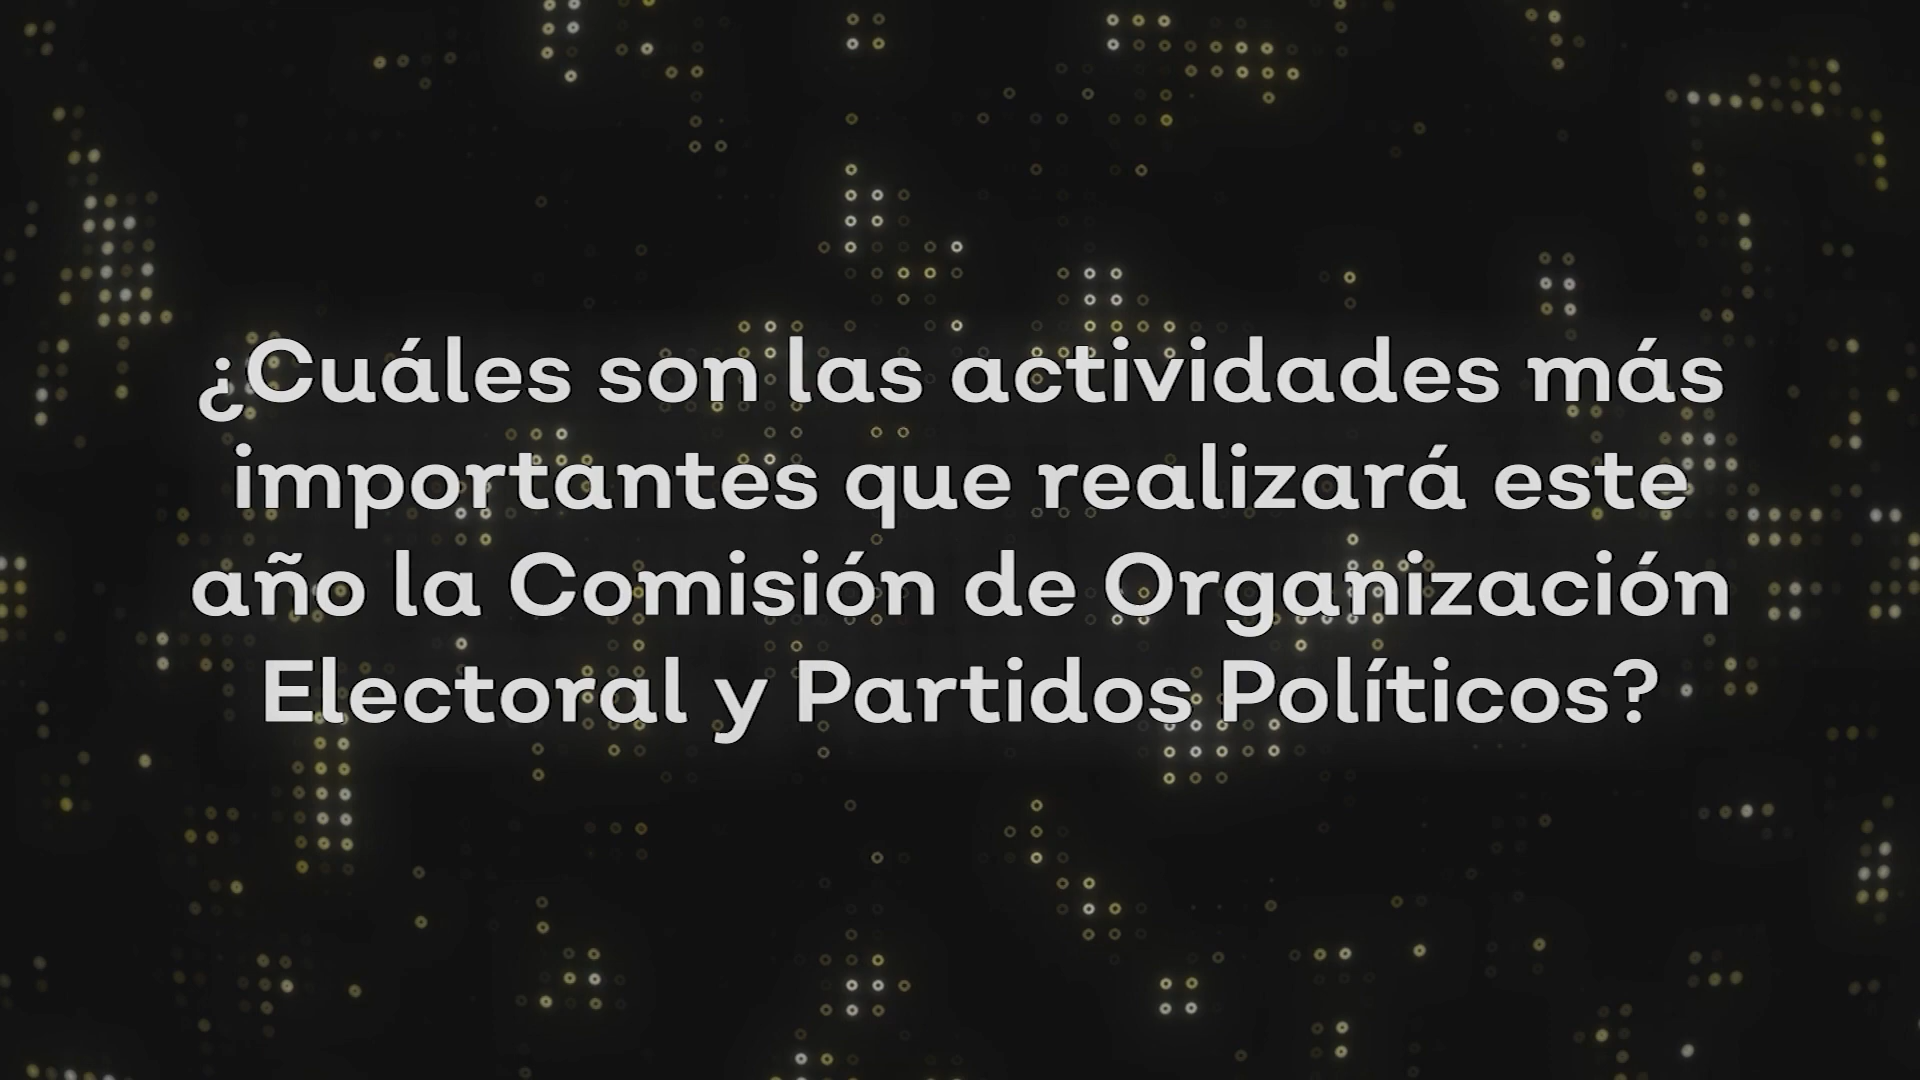 ¿Cuáles son las actividades más
importantes que realizará este
año la Comisión de Organización
Electoral y Partidos Políticos?